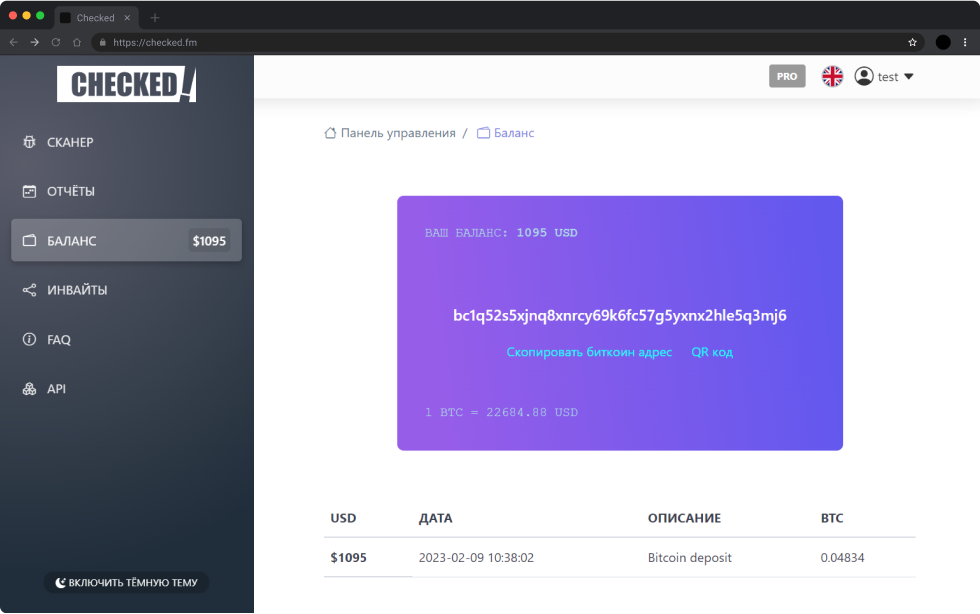 Checked
https://checked.fm
CHECKED!
PRO
test
СКАНЕР
ОТЧЁТЫ
БАЛАНС $1095
ИНВАЙТЫ
FAQ
API
ВКЛЮЧИТЬ ТЁМНУЮ ТЕМУ
Панель управления / Баланс
ВАШ БАЛАНС: 1095 USD
bc1q52s5xjnq8xnrcy69k6fc57g5yxnx2hle5q3mj6
Скопировать биткоин адрес QR код
1 BTC = 22684.88 USD
USD ДАТА ОПИСАНИЕ BTC
$1095 2023-02-09 10:38:02 Bitcoin deposit 0.04834